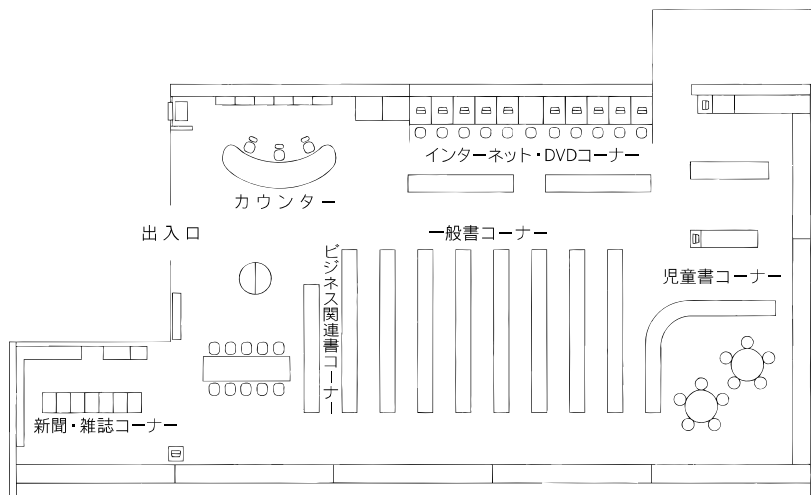 インターネット・DVDコーナー
カウンター
出入口
一般書コーナー
ビジネス関連書コーナー
児童書コーナー
新聞・雑誌コーナー